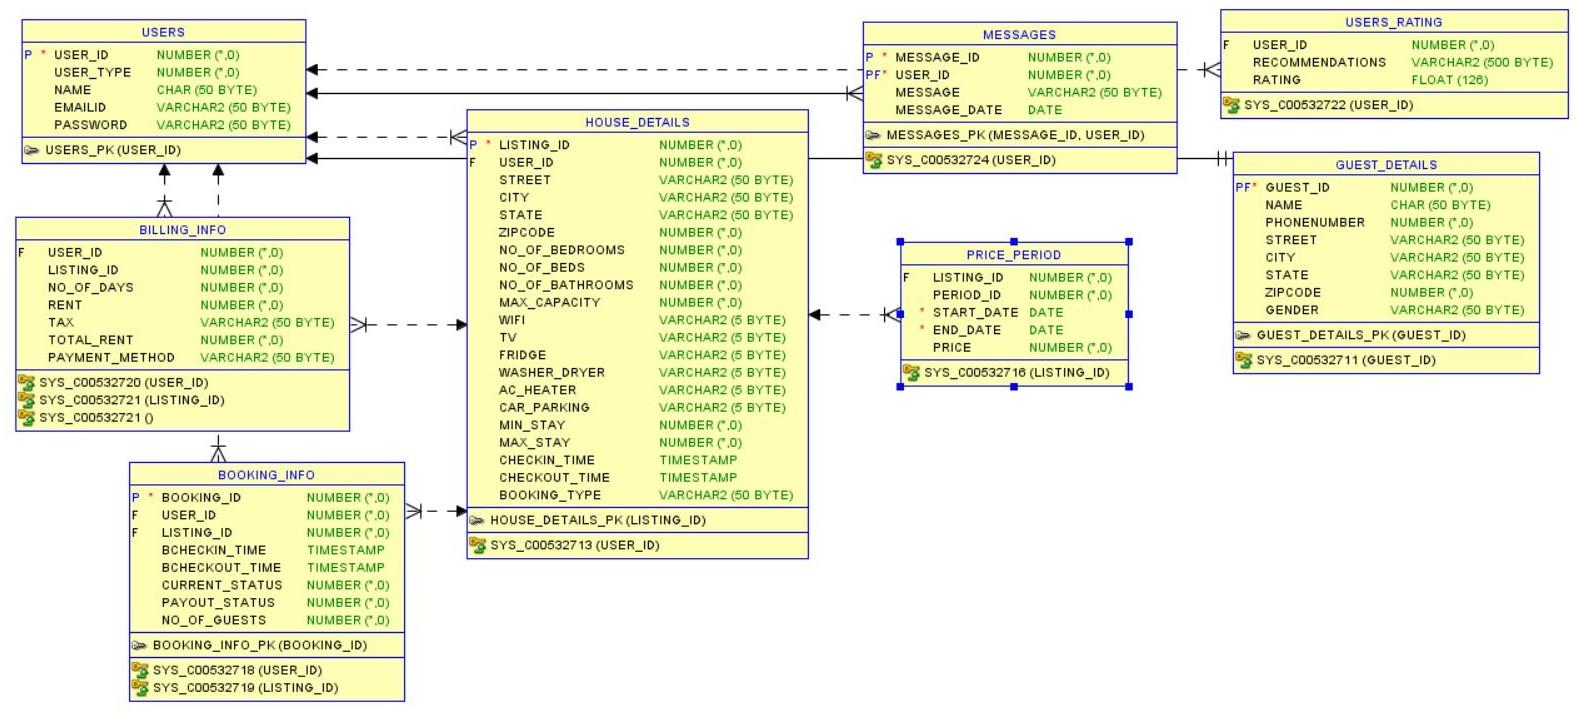 USERS
P * USER_ID NUMBER (*,0)
USER_TYPE NUMBER (*,0)
NAME CHAR (50 BYTE)
EMAILID VARCHAR2 (50 BYTE)
PASSWORD VARCHAR2 (50 BYTE)
USERS_PK (USER_ID)
MESSAGES
P * MESSAGE_ID NUMBER (*,0)
PF* USER_ID NUMBER (*,0)
MESSAGE VARCHAR2 (50 BYTE)
MESSAGE_DATE DATE
MESSAGES_PK (MESSAGE_ID, USER_ID)
SYS_C00532724 (USER_ID)
USERS_RATING
F USER_ID NUMBER (*,0)
RECOMMENDATIONS VARCHAR2 (500 BYTE)
RATING FLOAT (126)
SYS_C00532722 (USER_ID)
HOUSE_DETAILS
P * LISTING_ID NUMBER (*,0)
F USER_ID NUMBER (*,0)
STREET VARCHAR2 (50 BYTE)
CITY VARCHAR2 (50 BYTE)
STATE VARCHAR2 (50 BYTE)
ZIPCODE NUMBER (*,0)
NO_OF_BEDROOMS NUMBER (*,0)
NO_OF_BEDS NUMBER (*,0)
NO_OF_BATHROOMS NUMBER (*,0)
MAX_CAPACITY NUMBER (*,0)
WIFI VARCHAR2 (5 BYTE)
TV VARCHAR2 (5 BYTE)
FRIDGE VARCHAR2 (5 BYTE)
WASHER_DRYER VARCHAR2 (5 BYTE)
AC_HEATER VARCHAR2 (5 BYTE)
CAR_PARKING VARCHAR2 (5 BYTE)
MIN_STAY NUMBER (*,0)
MAX_STAY NUMBER (*,0)
CHECKIN_TIME TIMESTAMP
CHECKOUT_TIME TIMESTAMP
BOOKING_TYPE VARCHAR2 (50 BYTE)
HOUSE_DETAILS_PK (LISTING_ID)
SYS_C00532713 (USER_ID)
GUEST_DETAILS
PF* GUEST_ID NUMBER (*,0)
NAME CHAR (50 BYTE)
PHONENUMBER NUMBER (*,0)
STREET VARCHAR2 (50 BYTE)
CITY VARCHAR2 (50 BYTE)
STATE VARCHAR2 (50 BYTE)
ZIPCODE NUMBER (*,0)
GENDER VARCHAR2 (50 BYTE)
GUEST_DETAILS_PK (GUEST_ID)
SYS_C00532711 (GUEST_ID)
BILLING_INFO
F USER_ID NUMBER (*,0)
LISTING_ID NUMBER (*,0)
NO_OF_DAYS NUMBER (*,0)
RENT NUMBER (*,0)
TAX VARCHAR2 (50 BYTE)
TOTAL_RENT NUMBER (*,0)
PAYMENT_METHOD VARCHAR2 (50 BYTE)
SYS_C00532720 (USER_ID)
SYS_C00532721 (LISTING_ID)
SYS_C00532721 ()
PRICE_PERIOD
F LISTING_ID NUMBER (*,0)
PERIOD_ID NUMBER (*,0)
* START_DATE DATE
* END_DATE DATE
PRICE NUMBER (*,0)
SYS_C00532716 (LISTING_ID)
BOOKING_INFO
P * BOOKING_ID NUMBER (*,0)
F USER_ID NUMBER (*,0)
F LISTING_ID NUMBER (*,0)
BCHECKIN_TIME TIMESTAMP
BCHECKOUT_TIME TIMESTAMP
CURRENT_STATUS NUMBER (*,0)
PAYOUT_STATUS NUMBER (*,0)
NO_OF_GUESTS NUMBER (*,0)
BOOKING_INFO_PK (BOOKING_ID)
SYS_C00532718 (USER_ID)
SYS_C00532719 (LISTING_ID)